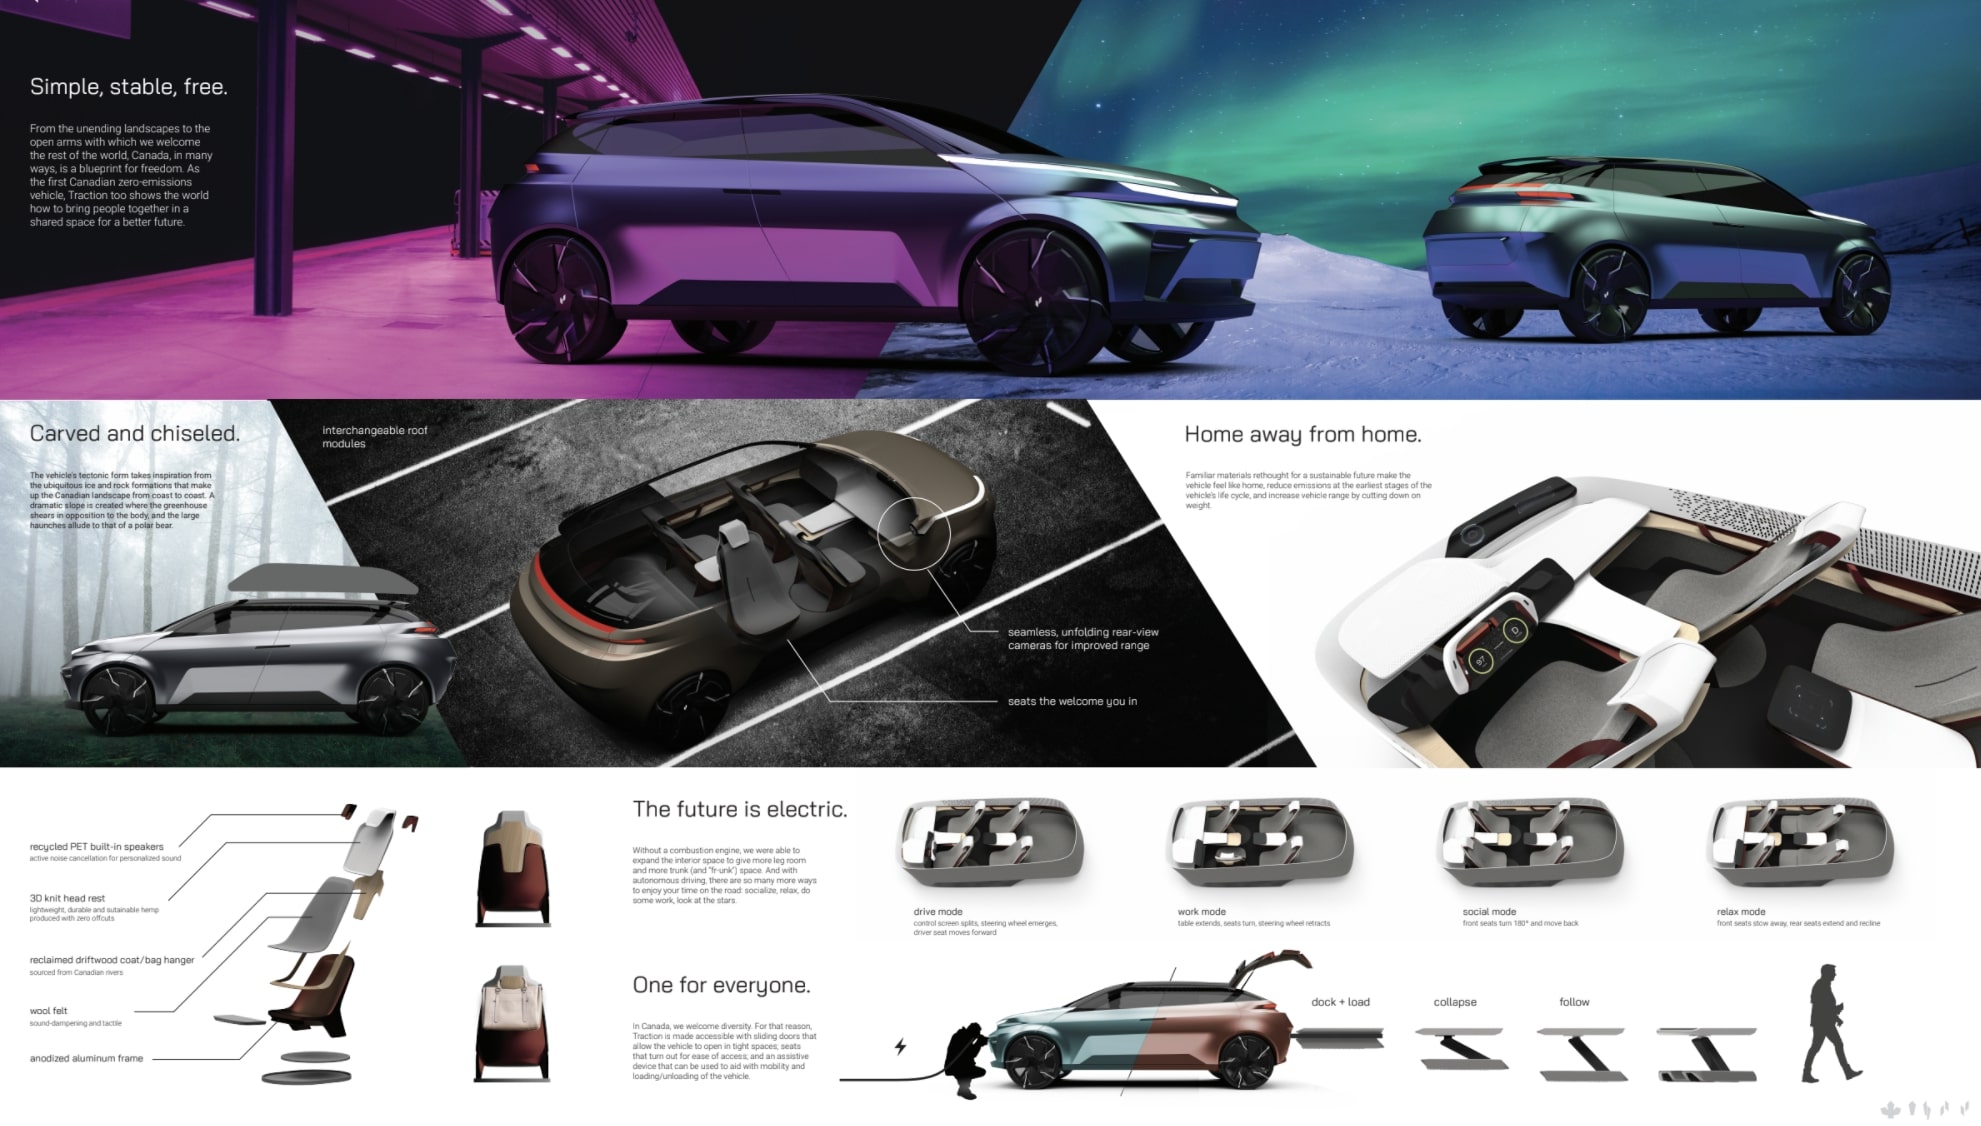 Simple, stable, free.
From the unending landscapes to the
open arms with which we welcome
the rest of the world, Canada, in many
ways, is a blueprint for freedom. As
the first Canadian zero-emissions
vehicle, Traction too shows the world
how to bring people together in a
shared space for a better future.
Carved and chiseled.
The vehicle's tectonic form takes inspiration from
the ubiquitous ice and rock formations that make
up the Canadian landscape from coast to coast. A
dramatic slope is created where the greenhouse
shears in opposition to the body, and the large
haunches allude to that of a polar bear.
interchangeable roof
modules
seamless, unfolding rear-view
cameras for improved range
seats the welcome you in
Home away from home.
Familiar materials rethought for a sustainable future make the
vehicle feel like home, reduce emissions at the earliest stages of the
vehicle's life cycle, and increase vehicle range by cutting down on
weight.
97
D
recycled PET built-in speakers
active noise cancellation for personalized sound
3D knit head rest
lightweight, durable and sutainable hemp
produced with zero offcuts
reclaimed driftwood coat/bag hanger
sourced from Canadian rivers
wool felt
sound-dampening and tactile
anodized aluminum frame
The future is electric.
Without a combustion engine, we were able to
expand the interior space to give more leg room
and more trunk (and "fr-unk") space. And with
autonomous driving, there are so many more ways
to enjoy your time on the road: socialize, relax, do
some work, look at the stars.
drive mode
control screen splits, steering wheel emerges,
driver seat moves forward
work mode
table extends, seats turn, steering wheel retracts
social mode
front seats turn 180° and move back
relax mode
front seats stow away, rear seats extend and recline
One for everyone.
In Canada, we welcome diversity. For that reason,
Traction is made accessible with sliding doors that
allow the vehicle to open in tight spaces; seats
that turn out for ease of access; and an assistive
device that can be used to aid with mobility and
loading/unloading of the vehicle.
dock + load
collapse
follow